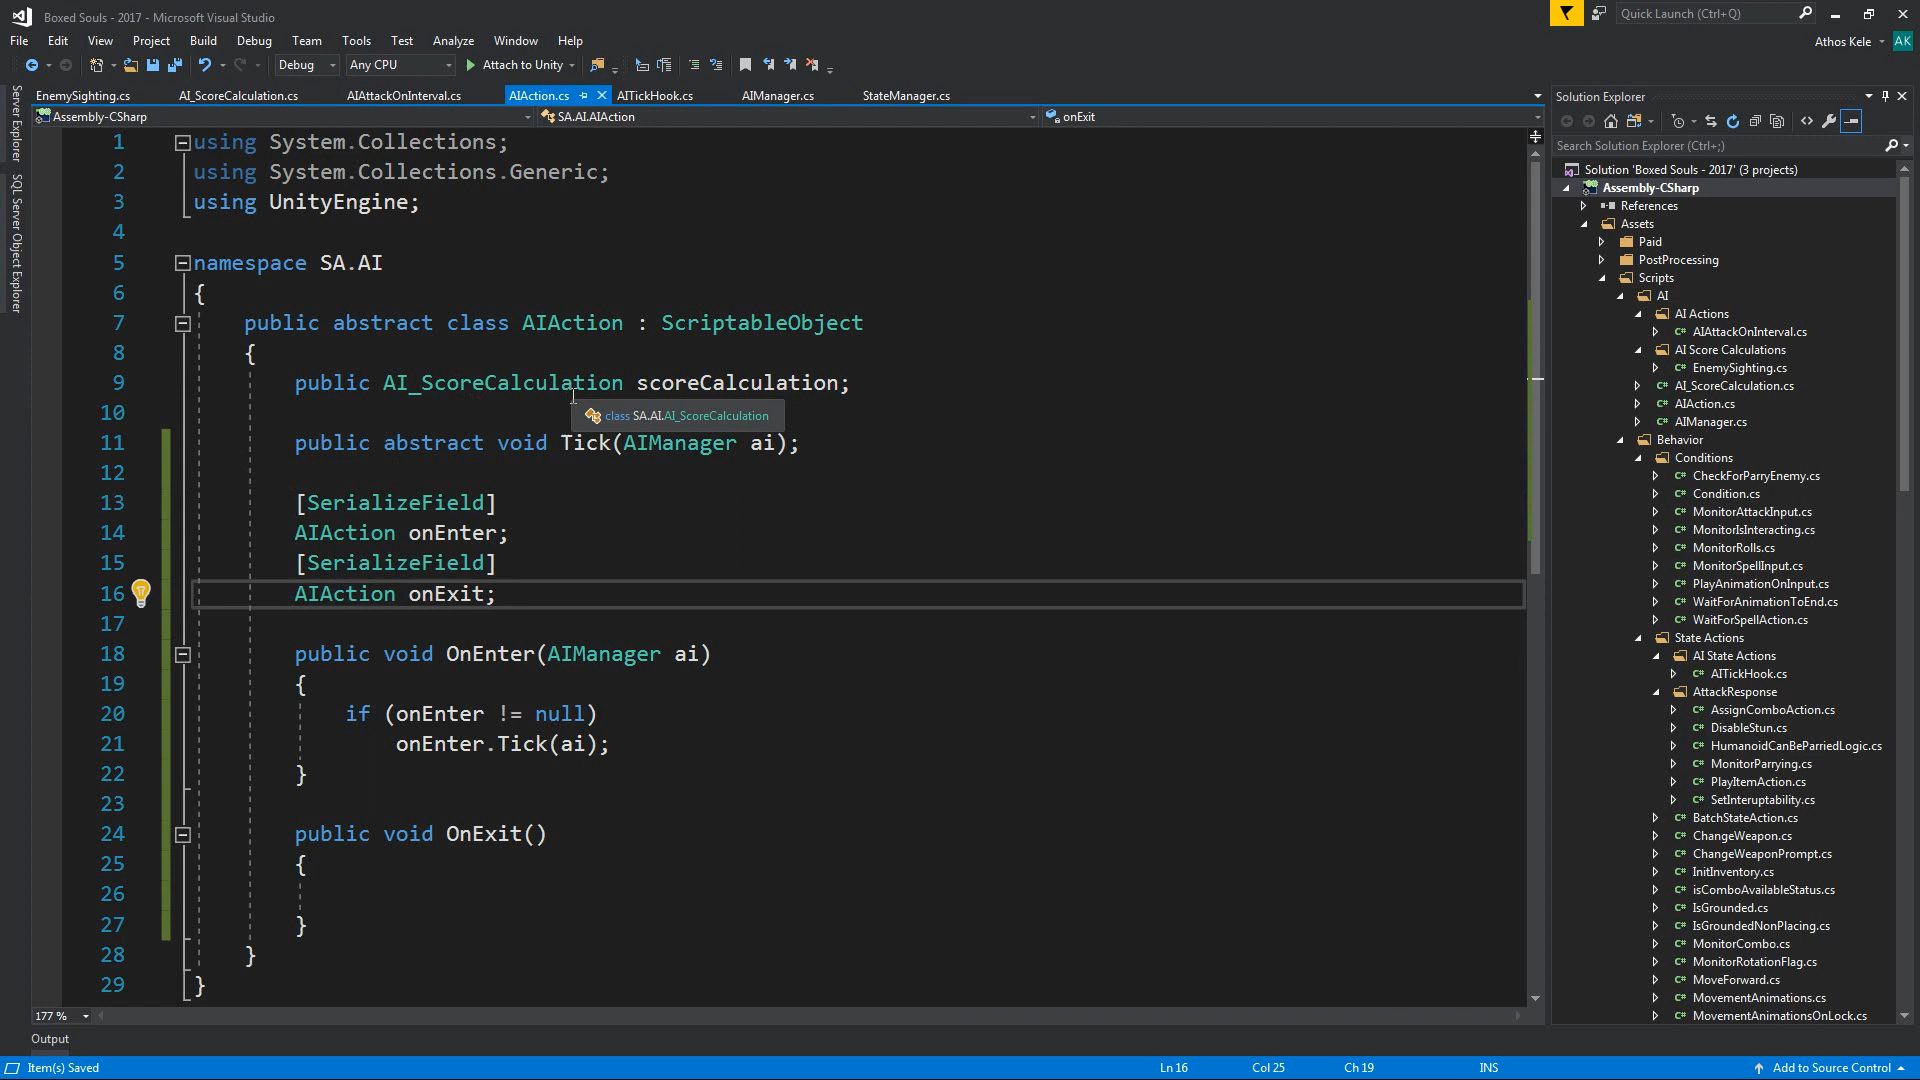 Boxed Souls - 2017 - Microsoft Visual Studio
Quick Launch (Ctrl+Q)
File Edit View Project Build Debug Team Tools Test Analyze Window Help
Athos Kele AK
Debug Any CPU Attach to Unity
EnemySighting.cs AI_ScoreCalculation.cs AIAttackOnInterval.cs AIAction.cs AITickHook.cs AIManager.cs StateManager.cs
Assembly-CSharp SA.AI.AIAction onExit
Server Explorer
SQL Server Object Explorer
1 using System.Collections;
2 using System.Collections.Generic;
3 using UnityEngine;
4
5 namespace SA.AI
6 {
7 public abstract class AIAction : ScriptableObject
8 {
9 public AI_ScoreCalculation scoreCalculation;
10
class SA.AI.AI_ScoreCalculation
11 public abstract void Tick(AIManager ai);
12
13 [SerializeField]
14 AIAction onEnter;
15 [SerializeField]
16 AIAction onExit;
17
18 public void OnEnter(AIManager ai)
19 {
20 if (onEnter != null)
21 onEnter.Tick(ai);
22 }
23
24 public void OnExit()
25 {
26
27 }
28 }
29 }
177 %
Output
Solution Explorer
Search Solution Explorer (Ctrl+;)
Solution 'Boxed Souls - 2017' (3 projects)
Assembly-CSharp
References
Assets
Paid
PostProcessing
Scripts
AI
AI Actions
C# AIAttackOnInterval.cs
AI Score Calculations
C# EnemySighting.cs
C# AI_ScoreCalculation.cs
C# AIAction.cs
C# AIManager.cs
Behavior
Conditions
C# CheckForParryEnemy.cs
C# Condition.cs
C# MonitorAttackInput.cs
C# MonitorIsInteracting.cs
C# MonitorRolls.cs
C# MonitorSpellInput.cs
C# PlayAnimationOnInput.cs
C# WaitForAnimationToEnd.cs
C# WaitForSpellAction.cs
State Actions
AI State Actions
C# AITickHook.cs
AttackResponse
C# AssignComboAction.cs
C# DisableStun.cs
C# HumanoidCanBeParriedLogic.cs
C# MonitorParrying.cs
C# PlayItemAction.cs
C# SetInteruptability.cs
C# BatchStateAction.cs
C# ChangeWeapon.cs
C# ChangeWeaponPrompt.cs
C# InitInventory.cs
C# isComboAvailableStatus.cs
C# IsGrounded.cs
C# IsGroundedNonPlacing.cs
C# MonitorCombo.cs
C# MonitorRotationFlag.cs
C# MoveForward.cs
C# MovementAnimations.cs
C# MovementAnimationsOnLock.cs
Item(s) Saved Ln 16 Col 25 Ch 19 INS Add to Source Control